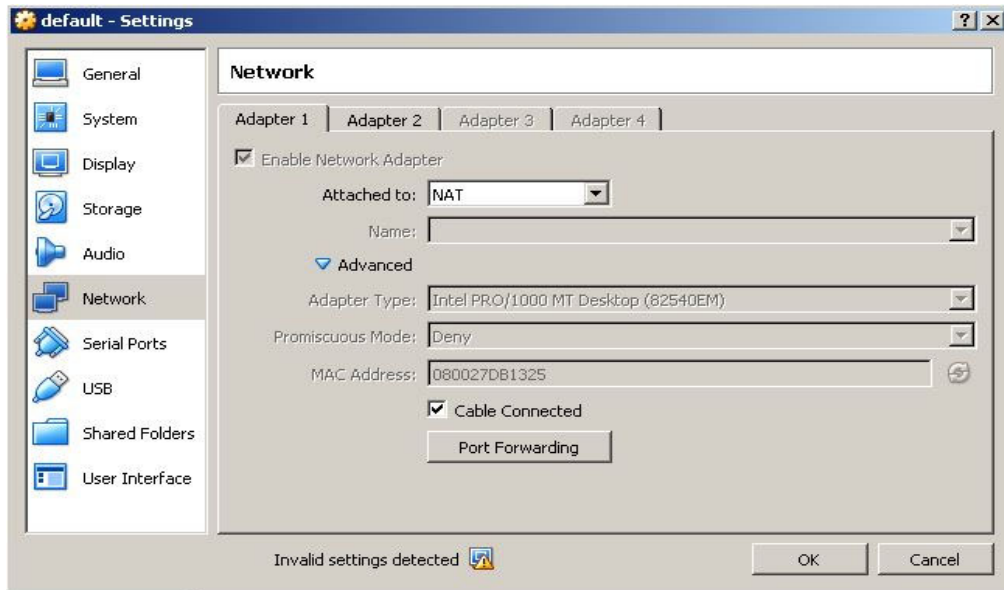 default - Settings
General
System
Display
Storage
Audio
Network
Serial Ports
USB
Shared Folders
User Interface
Network
Adapter 1 Adapter 2 Adapter 3 Adapter 4
Enable Network Adapter
Attached to: NAT
Name:
Advanced
Adapter Type: Intel PRO/1000 MT Desktop (82540EM)
Promiscuous Mode: Deny
MAC Address: 080027DB1325
Cable Connected
Port Forwarding
Invalid settings detected
OK Cancel